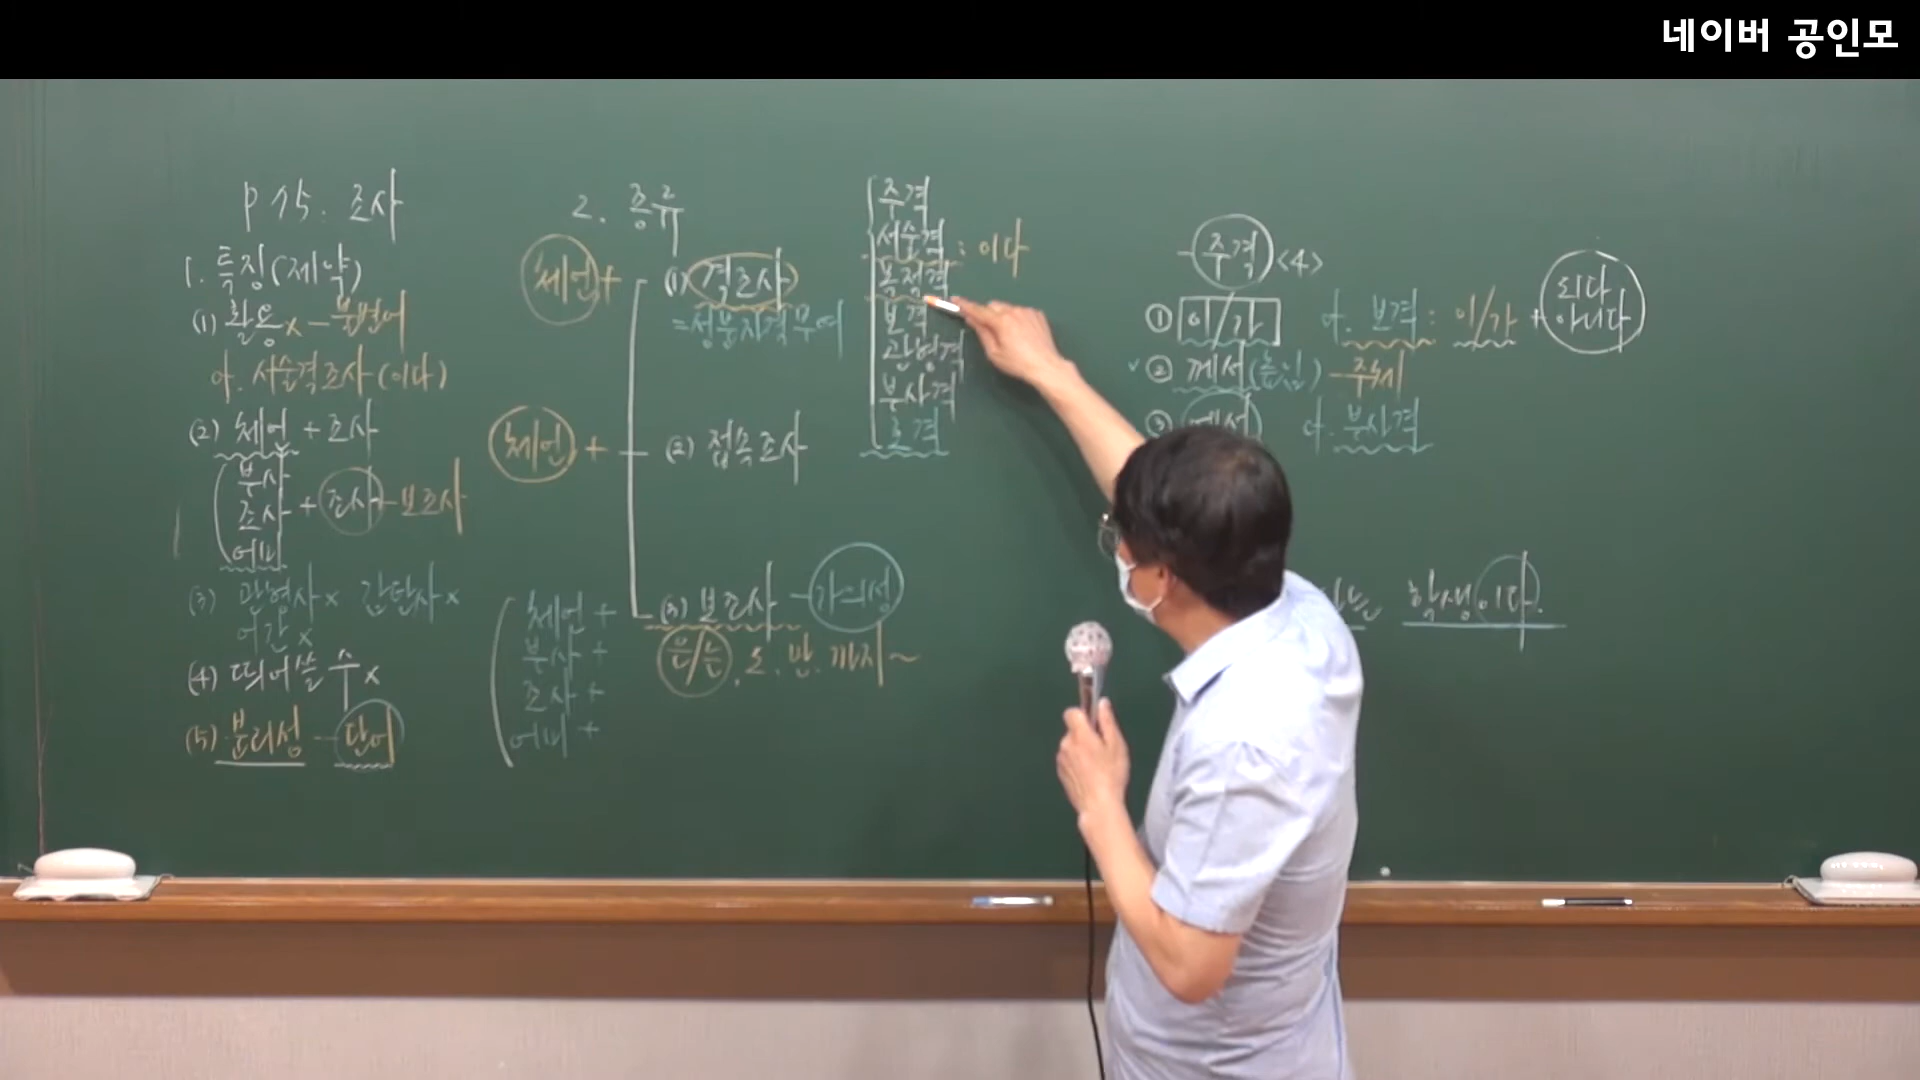 네이버 공인모
P 15. 조사
1. 특징(제약)
(1) 활용x - 불변어
아. 서술격조사(이다)
(2) 체언 + 조사
부사
조사 + 조사 - 보조사
어미
(3) 관형사x 감탄사x
어간x
(4) 띄어쓸 수 x
(5) 분리성 - 단어
2. 종류
체언+
(1) 격조사
=성분자격부여
주격
서술격 : 이다
목적격
보격
관형격
부사격
호격
체언 +
(2) 접속조사
(3) 보조사
은/는, 도, 만, 까지~
체언 +
부사 +
조사 +
어미 +
- 주격 <4>
① 이/가 아. 보격 : 이/가 + 되다 아니다
② 께서(높임)
③ 에서 아. 부사격
는 학생이다.